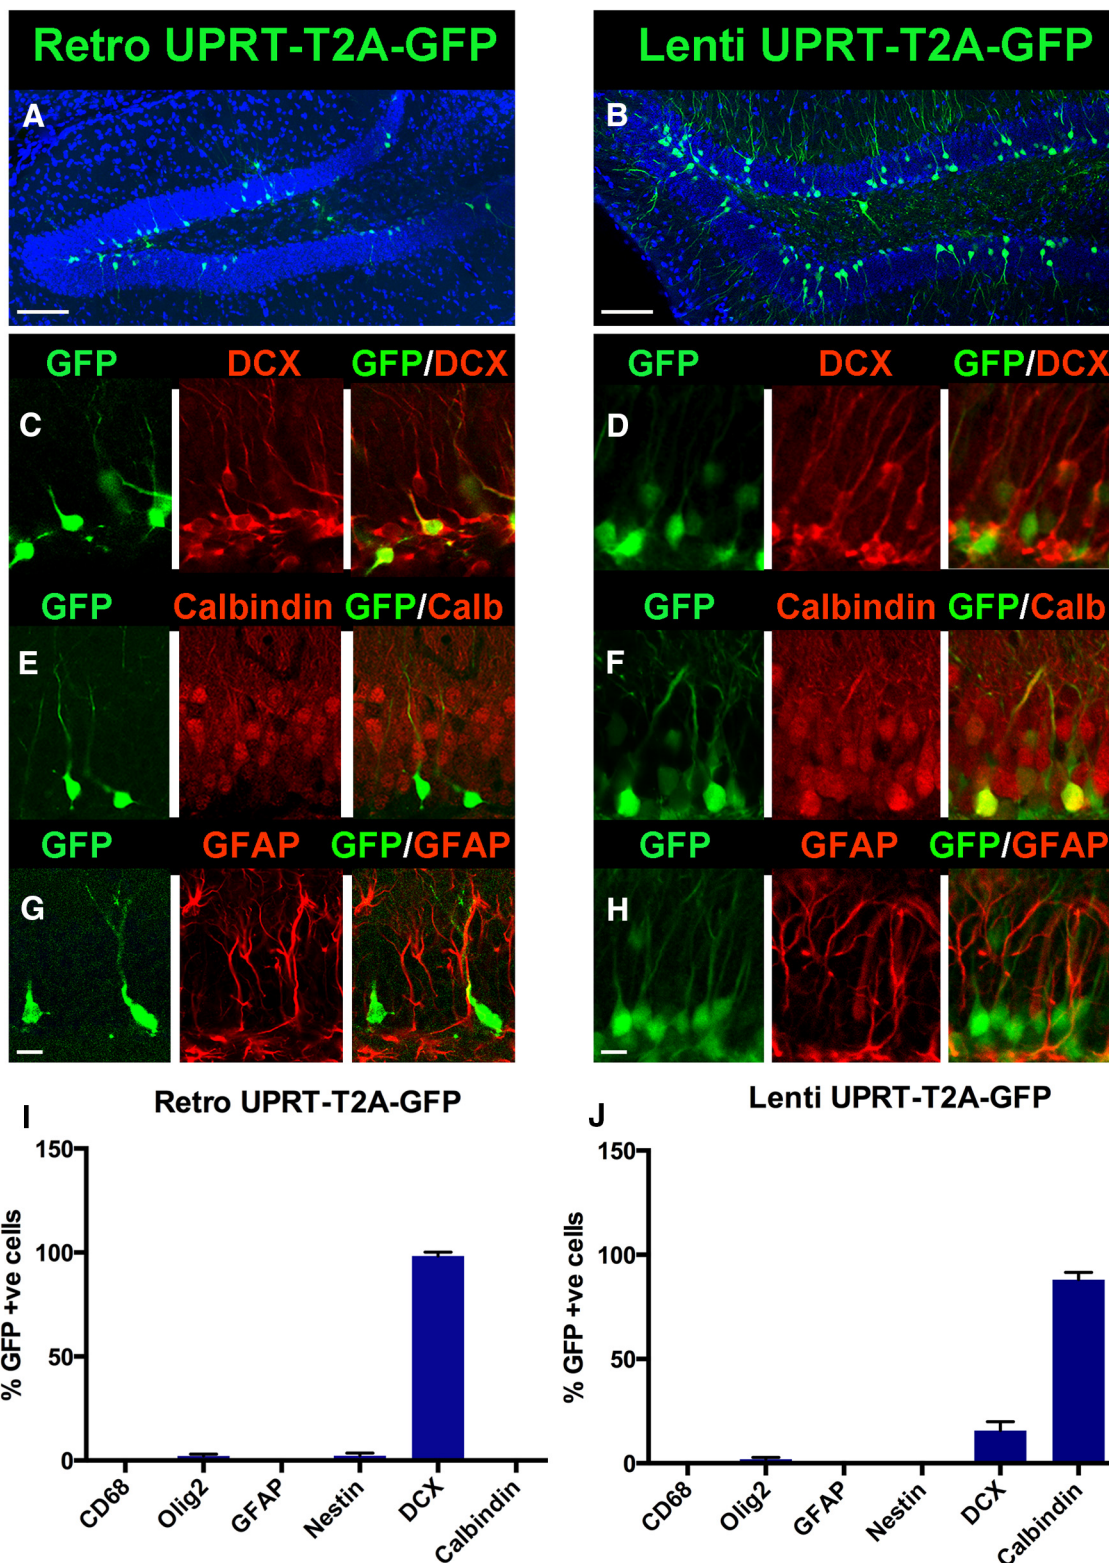 Retro UPRT-T2A-GFP
Lenti UPRT-T2A-GFP
A
B
GFP DCX GFP/DCX
GFP DCX GFP/DCX
C
D
GFP Calbindin GFP/Calb
GFP Calbindin GFP/Calb
E
F
GFP GFAP GFP/GFAP
GFP GFAP GFP/GFAP
G
H
I
Retro UPRT-T2A-GFP
% GFP +ve cells
150
100
50
0
CD68
Olig2
GFAP
Nestin
DCX
Calbindin
J
Lenti UPRT-T2A-GFP
% GFP +ve cells
150
100
50
0
CD68
Olig2
GFAP
Nestin
DCX
Calbindin